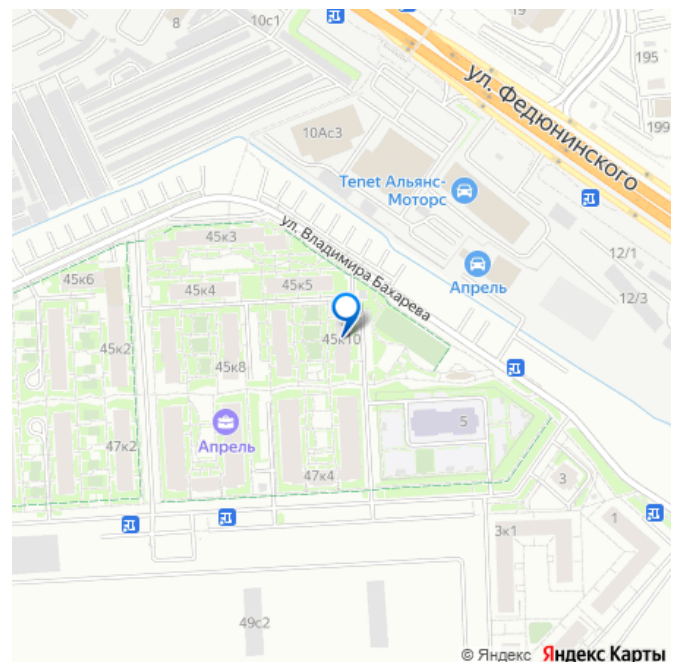 8
10с1
19
195
ул. Федюнинского
199
10Ас3
Tenet Альянс-
Моторс
45к3
ул. Владимира Бахарева
12/1
45к6
45к4
45к5
Апрель
12/3
45к2
45к10
45к8
5
Апрель
47к2
47к4
3
3к1
1
49с2
© Яндекс Яндекс Карты